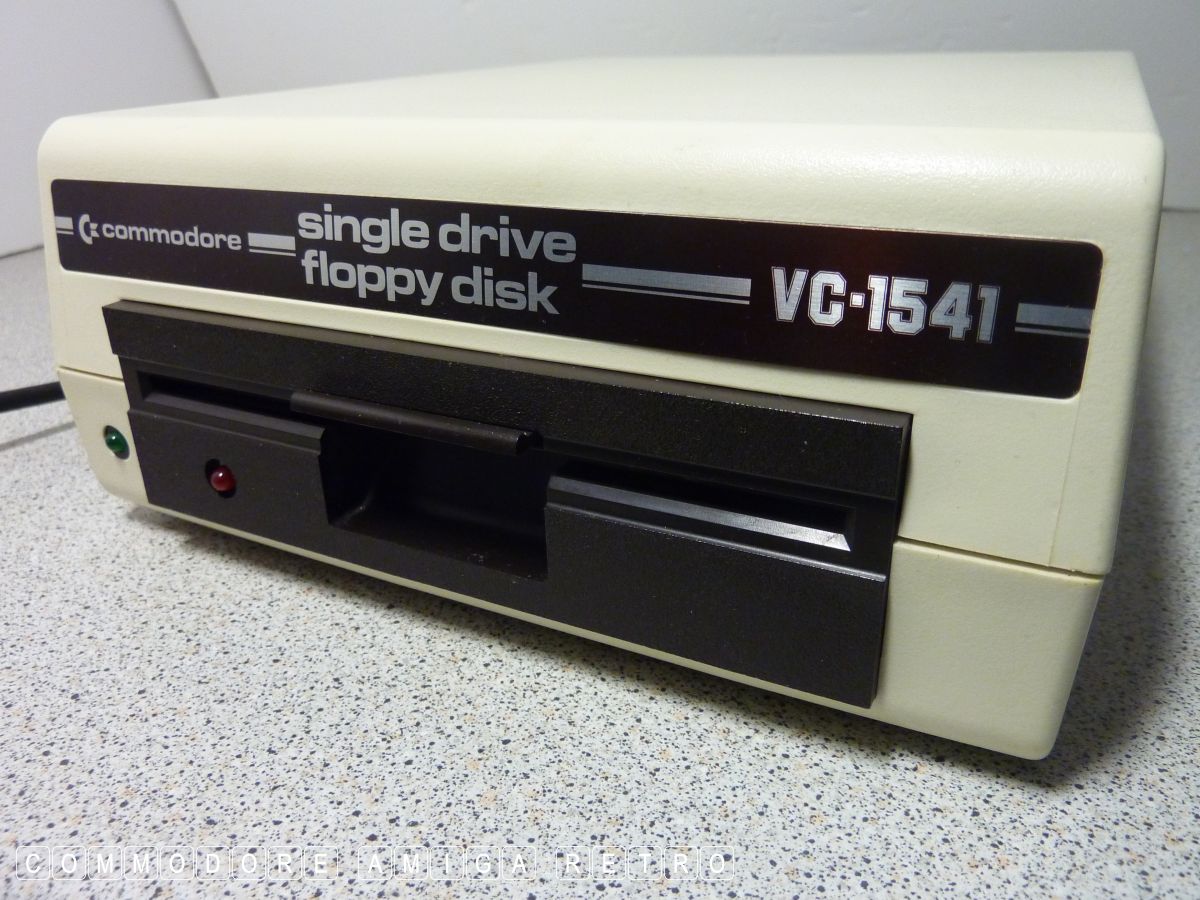 commodore
single drive
floppy disk
VC-1541
COMMODORE AMIGA RETRO